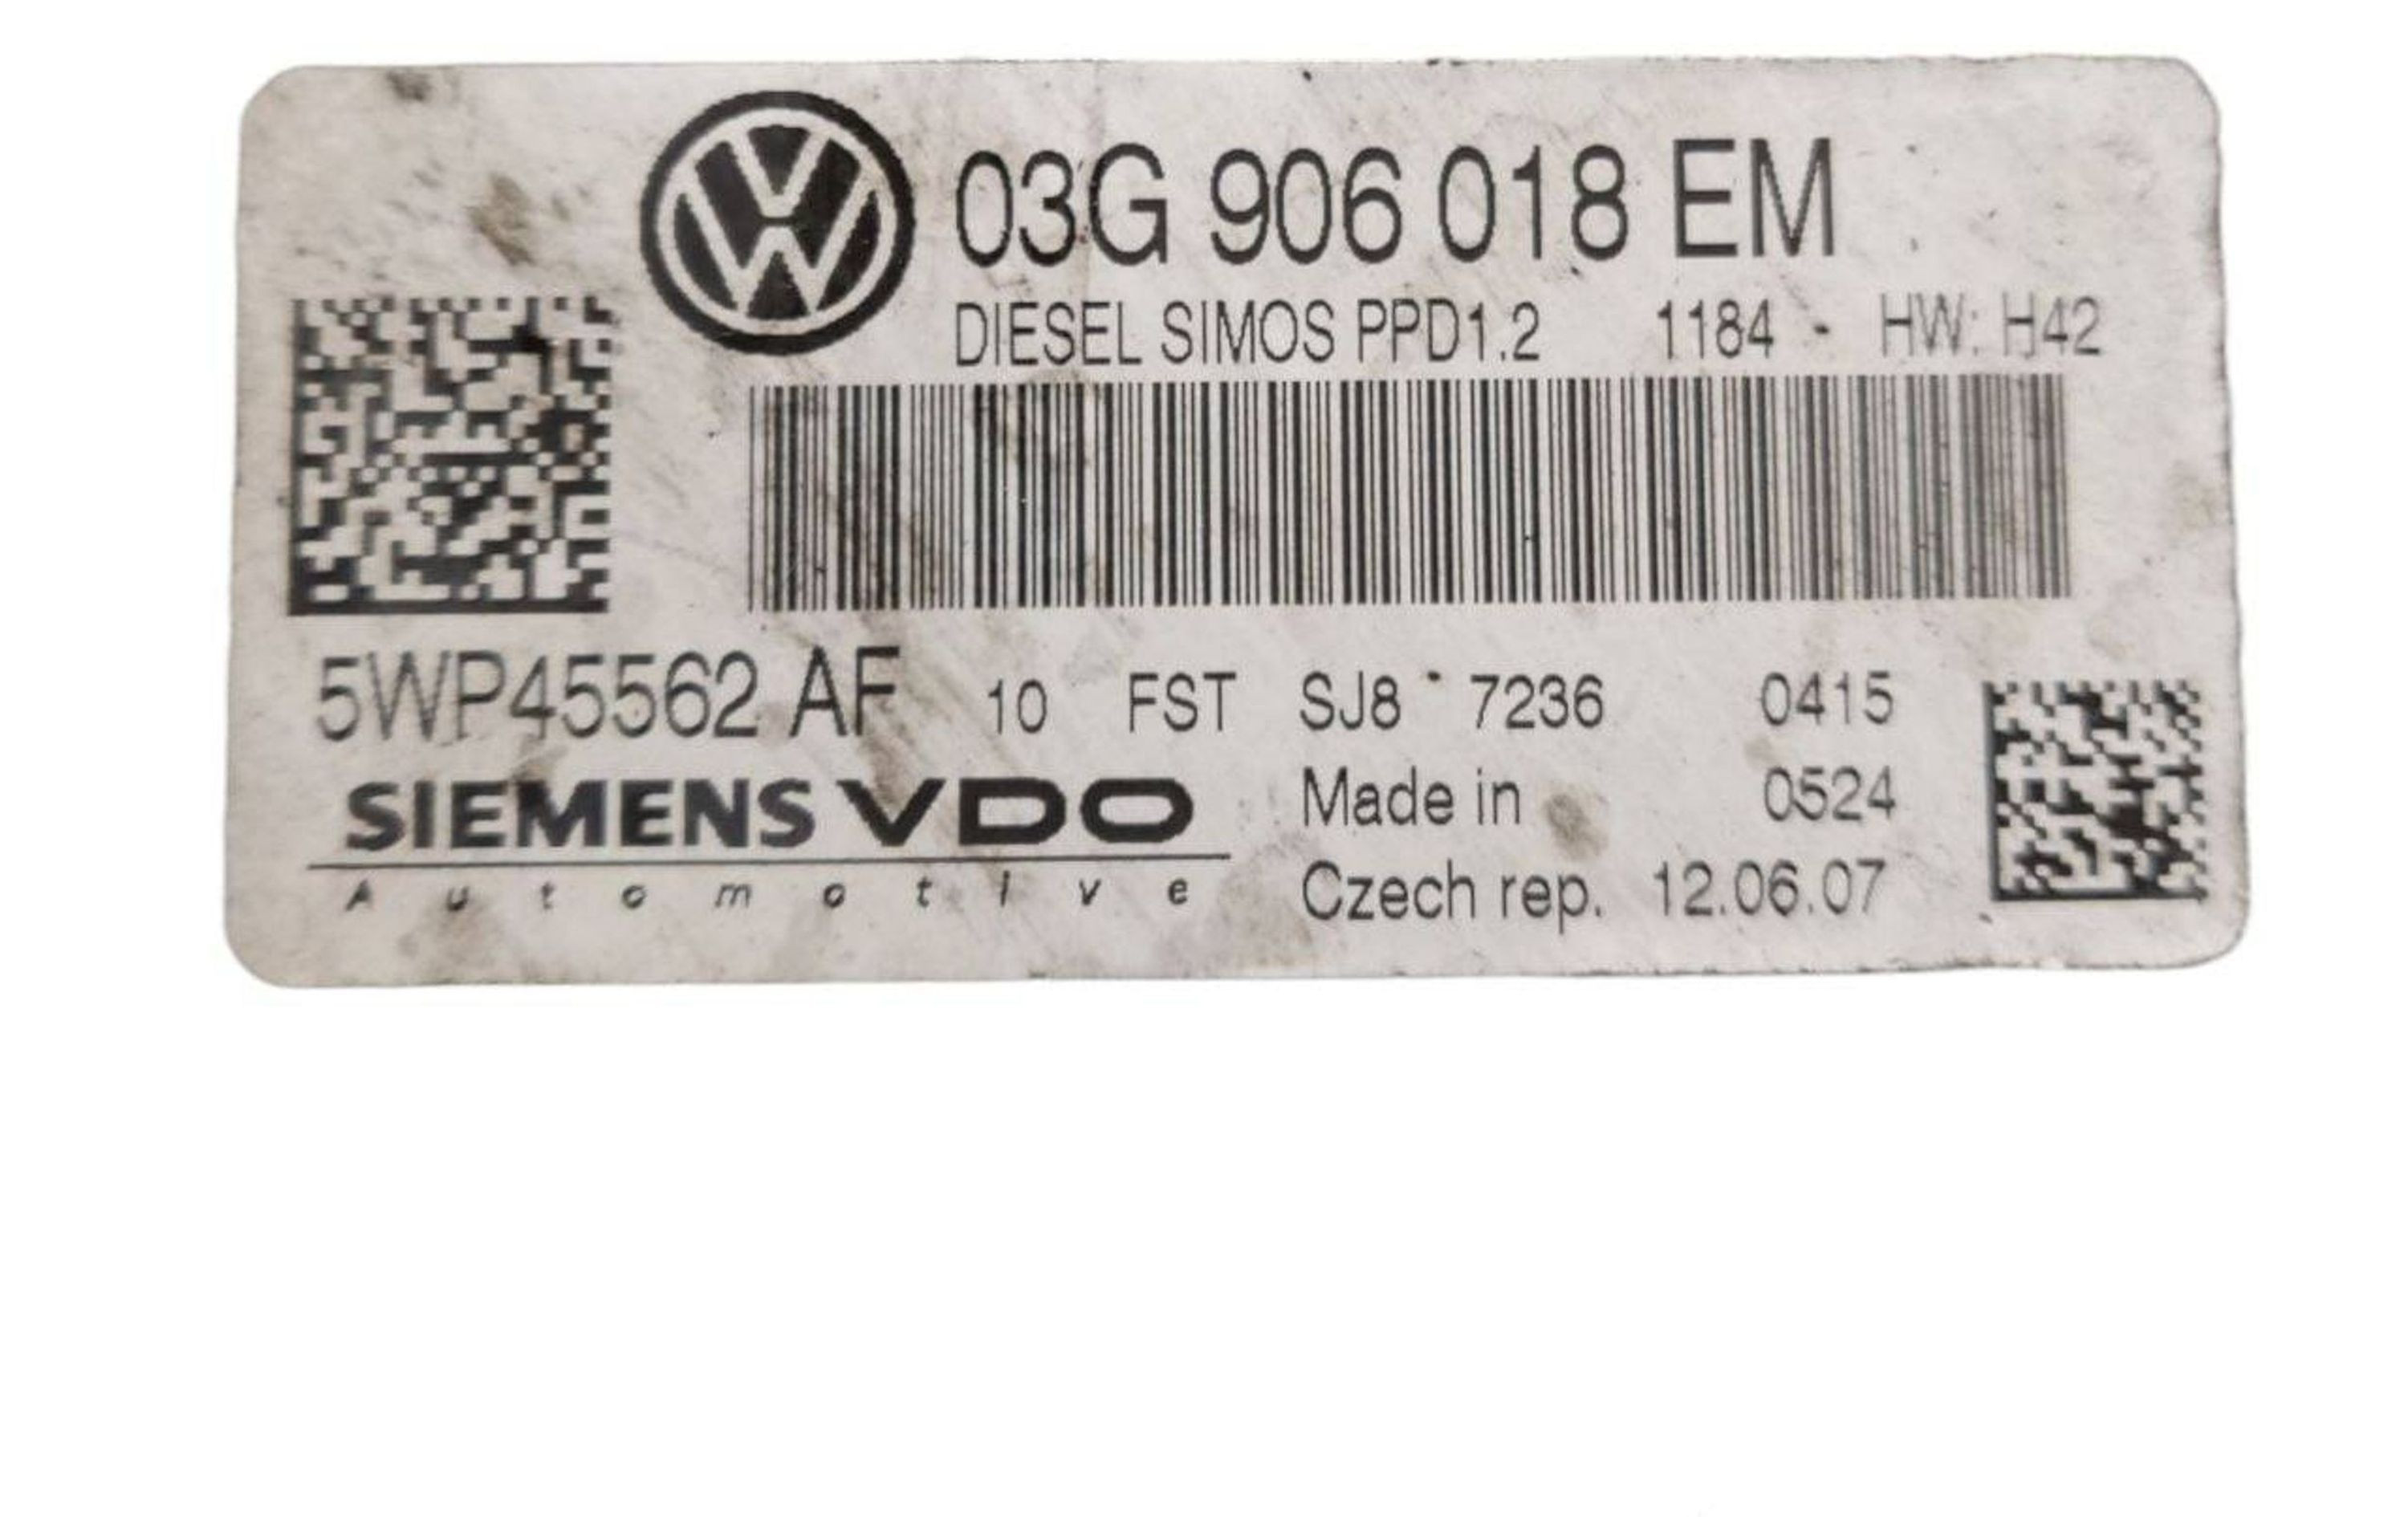 03G 906 018 EM
DIESEL SIMOS PPD1.2 1184 - HW: H42
5WP45562 AF 10 FST SJ8 7236 0415
SIEMENS VDO Made in 0524
Automotive Czech rep. 12.06.07